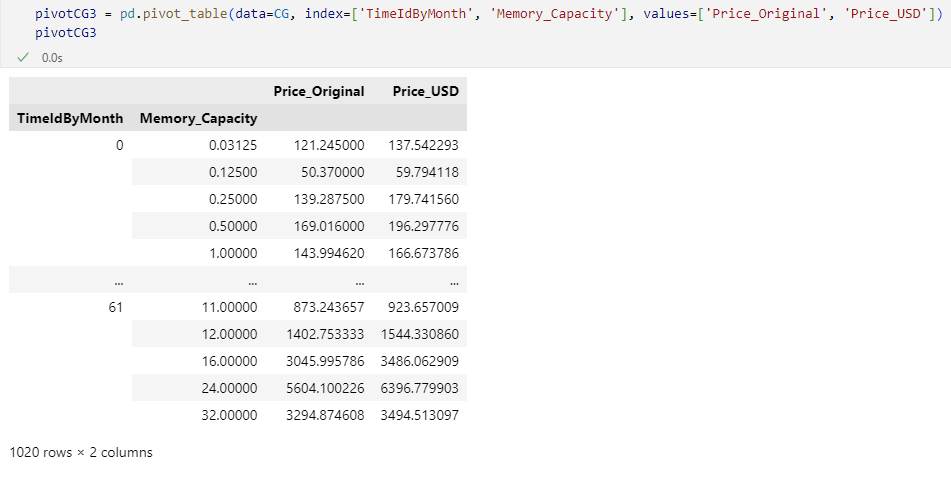 pivotCG3 = pd.pivot_table(data=CG, index=['TimeIdByMonth', 'Memory_Capacity'], values=['Price_Original', 'Price_USD'])
pivotCG3
0.0s
Price_Original Price_USD
TimeIdByMonth Memory_Capacity
0 0.03125 121.245000 137.542293
0.12500 50.370000 59.794118
0.25000 139.287500 179.741560
0.50000 169.016000 196.297776
1.00000 143.994620 166.673786
... ... ... ...
61 11.00000 873.243657 923.657009
12.00000 1402.753333 1544.330860
16.00000 3045.995786 3486.062909
24.00000 5604.100226 6396.779903
32.00000 3294.874608 3494.513097
1020 rows × 2 columns